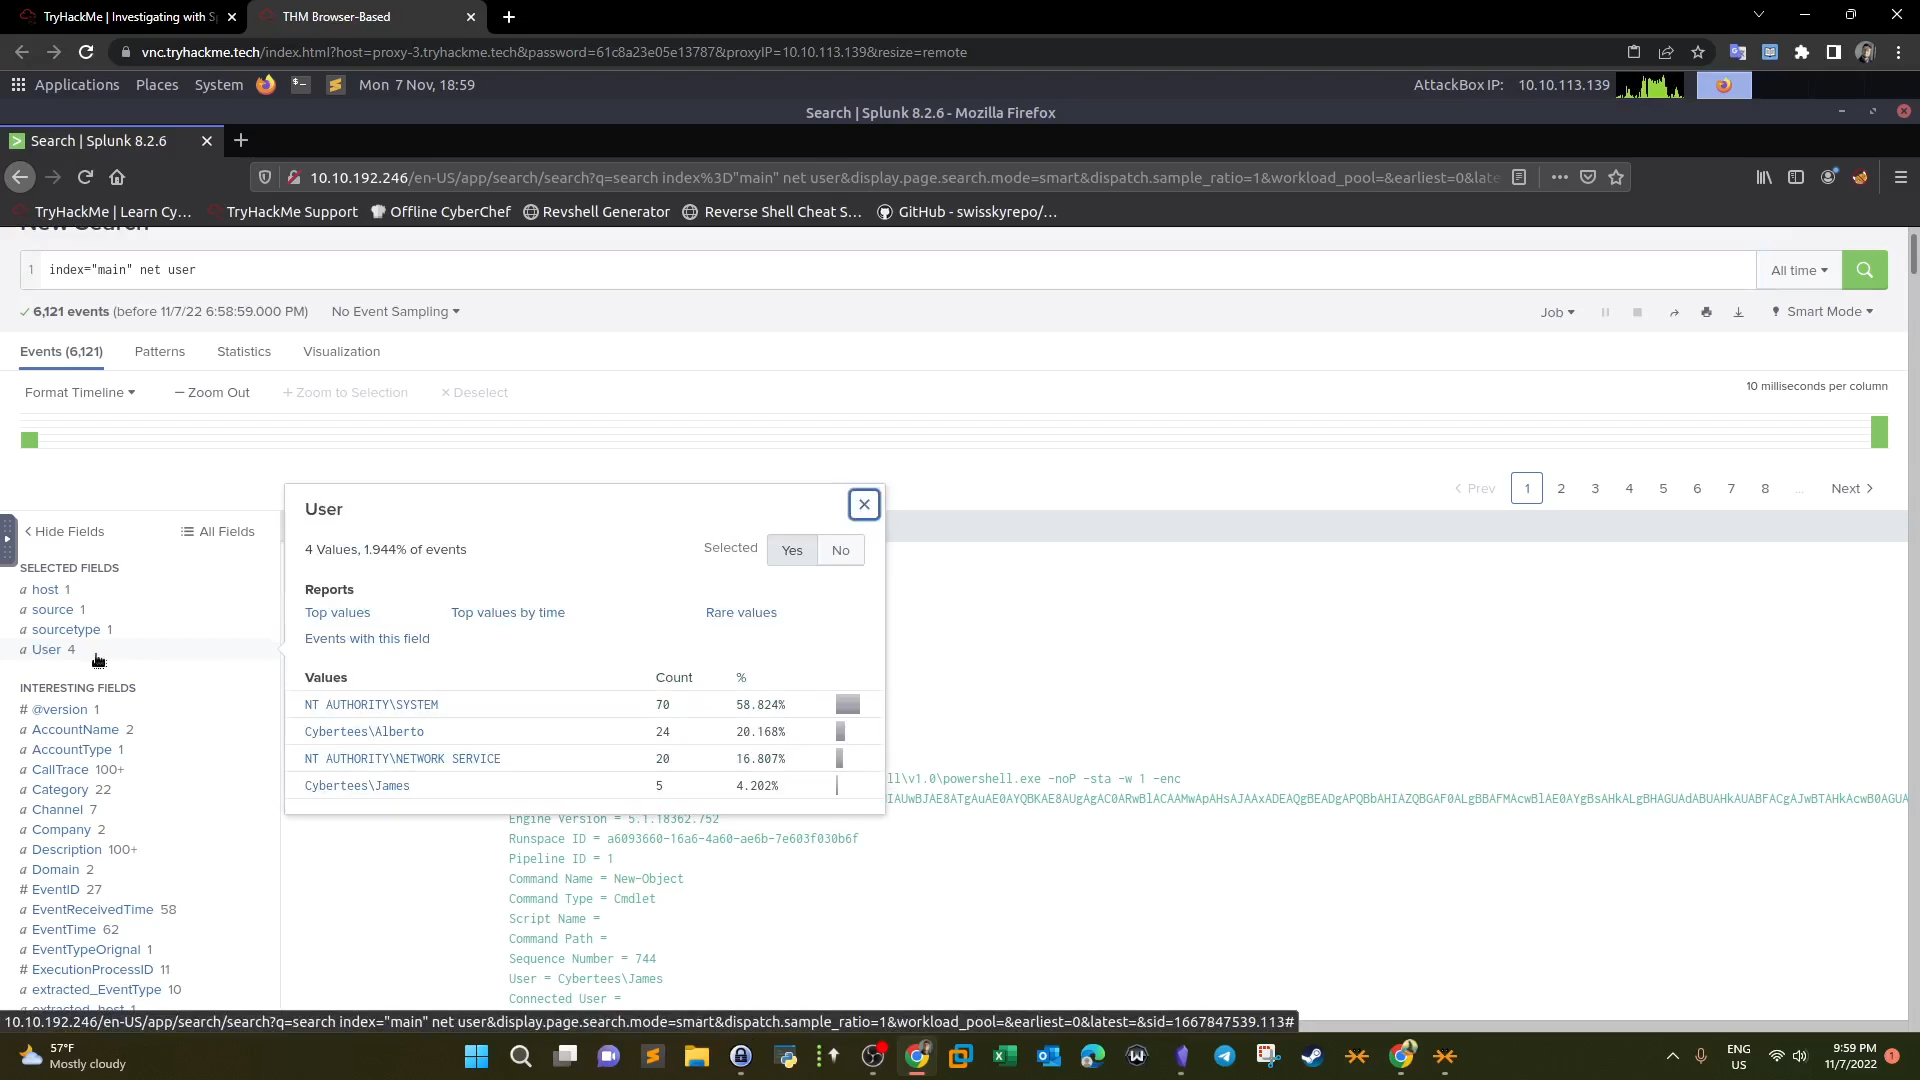 TryHackMe | Investigating with Sp
THM Browser-Based
vnc.tryhackme.tech/index.html?host=proxy-3.tryhackme.tech&password=61c8a23e05e13787&proxyIP=10.10.113.139&resize=remote
Applications Places System Mon 7 Nov, 18:59 AttackBox IP: 10.10.113.139
Search | Splunk 8.2.6 - Mozilla Firefox
Search | Splunk 8.2.6
10.10.192.246/en-US/app/search/search?q=search index%3D"main" net user&display.page.search.mode=smart&dispatch.sample_ratio=1&workload_pool=&earliest=0&late
TryHackMe | Learn Cy... TryHackMe Support Offline CyberChef Revshell Generator Reverse Shell Cheat S... GitHub - swisskyrepo/...
New Search
1 index="main" net user All time
6,121 events (before 11/7/22 6:58:59.000 PM) No Event Sampling Job Smart Mode
Events (6,121) Patterns Statistics Visualization
Format Timeline — Zoom Out + Zoom to Selection × Deselect 10 milliseconds per column
< Prev 1 2 3 4 5 6 7 8 ... Next >
User
< Hide Fields All Fields
4 Values, 1.944% of events Selected Yes No
SELECTED FIELDS
a host 1
a source 1
a sourcetype 1
a User 4
Reports
Top values Top values by time Rare values
Events with this field
Values Count %
NT AUTHORITY\SYSTEM 70 58.824%
Cybertees\Alberto 24 20.168%
NT AUTHORITY\NETWORK SERVICE 20 16.807%
Cybertees\James 5 4.202%
INTERESTING FIELDS
# @version 1
a AccountName 2
a AccountType 1
a CallTrace 100+
a Category 22
a Channel 7
a Company 2
a Description 100+
a Domain 2
# EventID 27
a EventReceivedTime 58
a EventTime 62
a EventTypeOrignal 1
# ExecutionProcessID 11
a extracted_EventType 10
a extracted_host 1
ll\v1.0\powershell.exe -noP -sta -w 1 -enc
Engine Version = 5.1.18362.752
Runspace ID = a6093660-16a6-4a60-ae6b-7e603f030b6f
Pipeline ID = 1
Command Name = New-Object
Command Type = Cmdlet
Script Name =
Command Path =
Sequence Number = 744
User = Cybertees\James
Connected User =
10.10.192.246/en-US/app/search/search?q=search index="main" net user&display.page.search.mode=smart&dispatch.sample_ratio=1&workload_pool=&earliest=0&latest=&sid=1667847539.113#
57°F
Mostly cloudy
ENG
US
9:59 PM
11/7/2022
1